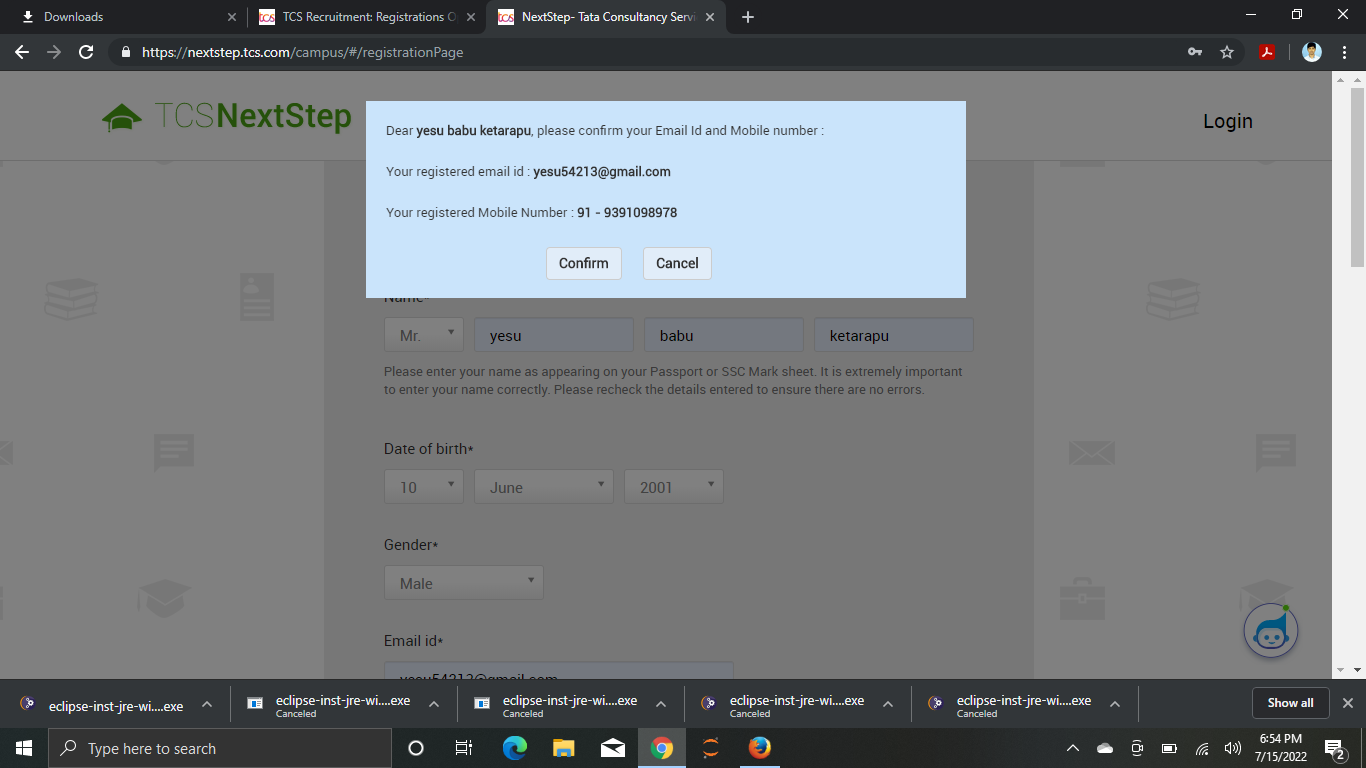 Downloads
TCS Recruitment: Registrations O
NextStep- Tata Consultancy Servi
https://nextstep.tcs.com/campus/#/registrationPage
TCSNextStep
Login
Dear yesu babu ketarapu, please confirm your Email Id and Mobile number :
Your registered email id : yesu54213@gmail.com
Your registered Mobile Number : 91 - 9391098978
Confirm Cancel
Name*
Mr. yesu babu ketarapu
Please enter your name as appearing on your Passport or SSC Mark sheet. It is extremely important
to enter your name correctly. Please recheck the details entered to ensure there are no errors.
Date of birth*
10 June 2001
Gender*
Male
Email id*
yesu54213@gmail.com
eclipse-inst-jre-wi....exe
eclipse-inst-jre-wi....exe
Canceled
eclipse-inst-jre-wi....exe
Canceled
eclipse-inst-jre-wi....exe
Canceled
eclipse-inst-jre-wi....exe
Canceled
Show all
Type here to search
6:54 PM
7/15/2022
2